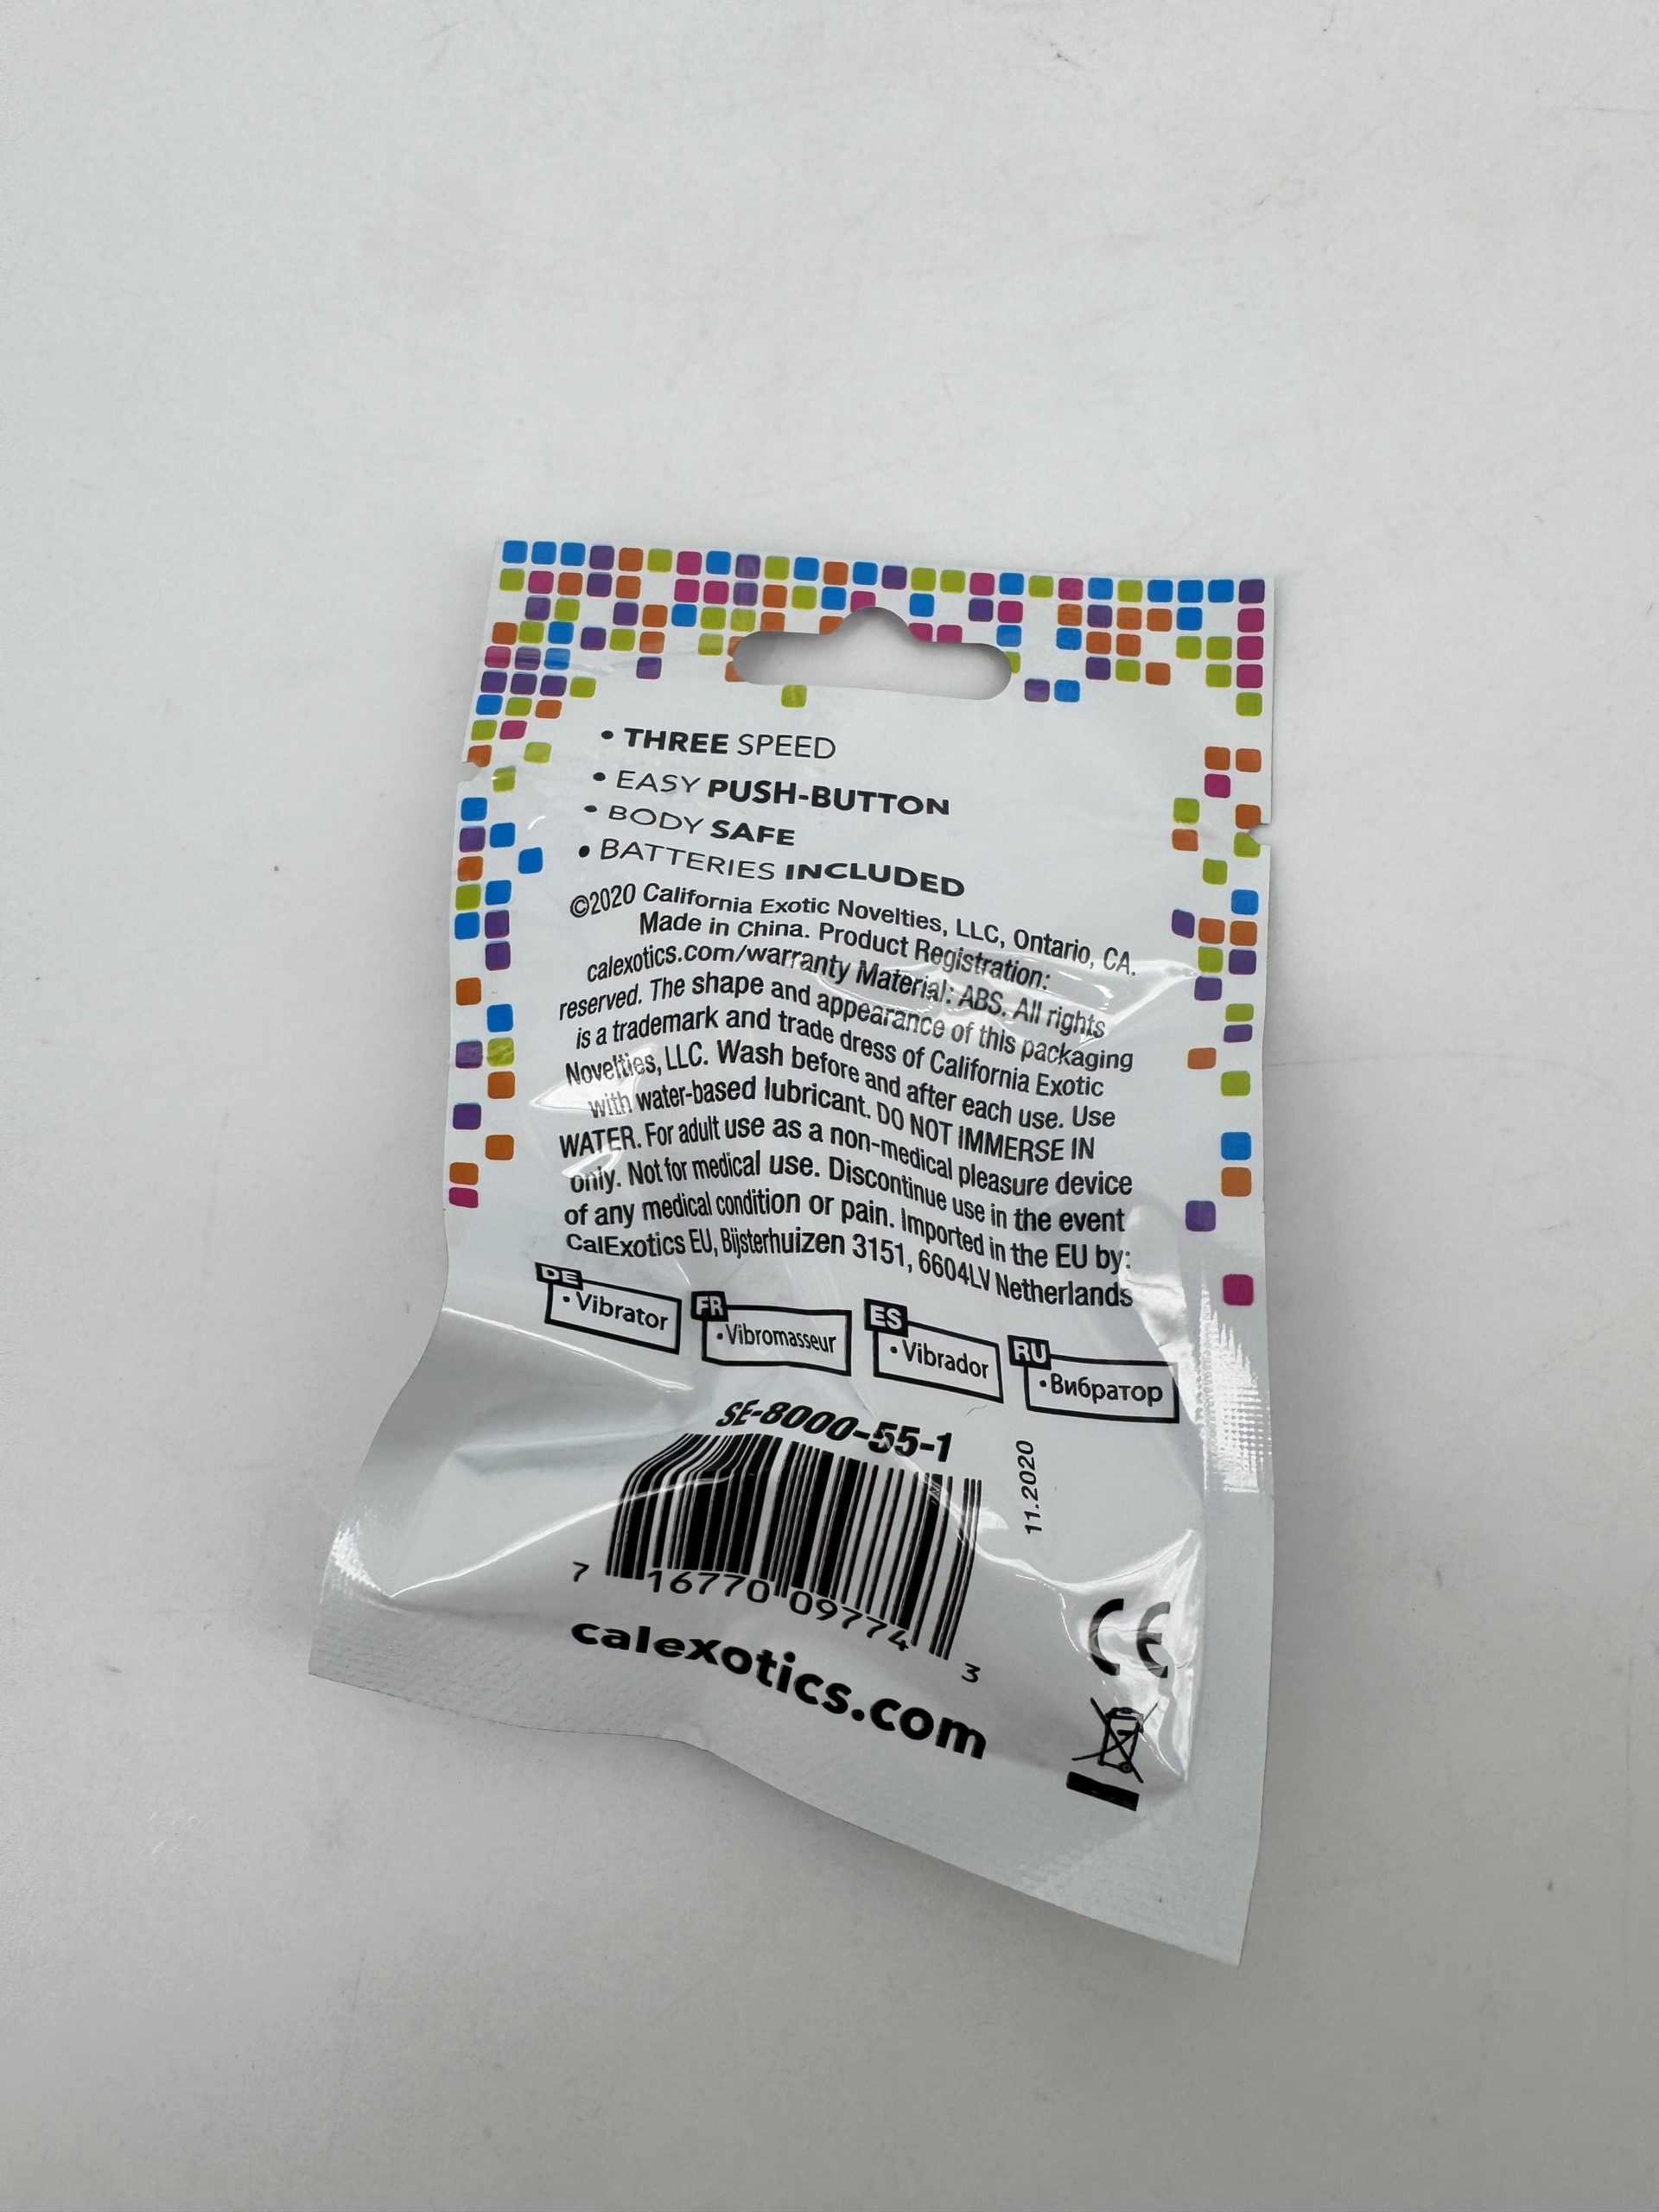 • THREE SPEED
• EASY PUSH-BUTTON
• BODY SAFE
• BATTERIES INCLUDED
©2020 California Exotic Novelties, LLC, Ontario, CA.
Made in China. Product Registration:
calexotics.com/warranty Material: ABS. All rights
reserved. The shape and appearance of this packaging
is a trademark and trade dress of California Exotic
Novelties, LLC. Wash before and after each use. Use
with water-based lubricant. DO NOT IMMERSE IN
WATER. For adult use as a non-medical pleasure device
only. Not for medical use. Discontinue use in the event
of any medical condition or pain. Imported in the EU by:
CalExotics EU, Bijsterhuizen 3151, 6604LV Netherlands
DE
• Vibrator
FR
• Vibromasseur
ES
• Vibrador
RU
• Вибратор
SE-8000-55-1
11.2020
7 16770 09774 3
calexotics.com
CE